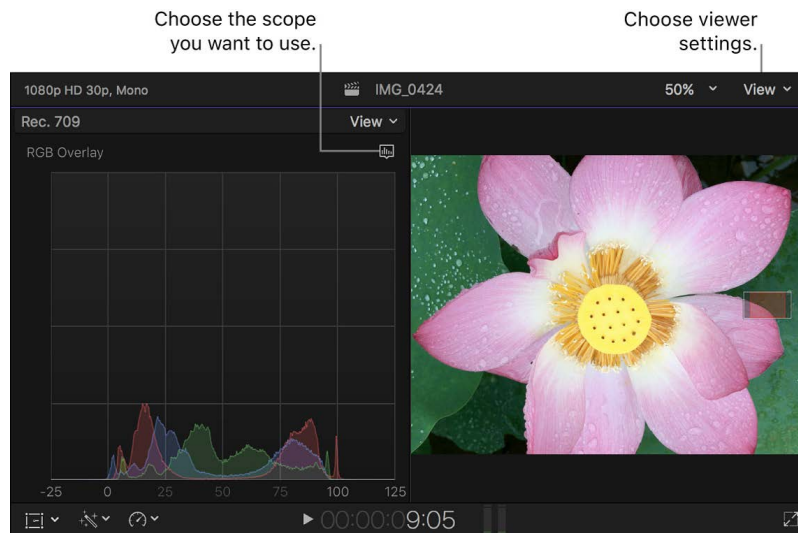 Choose the scope
you want to use.
Choose viewer
settings.
1080p HD 30p, Mono
IMG_0424
50%
View
Rec. 709
View
RGB Overlay
-25 0 25 50 75 100 125
00:00:09:05